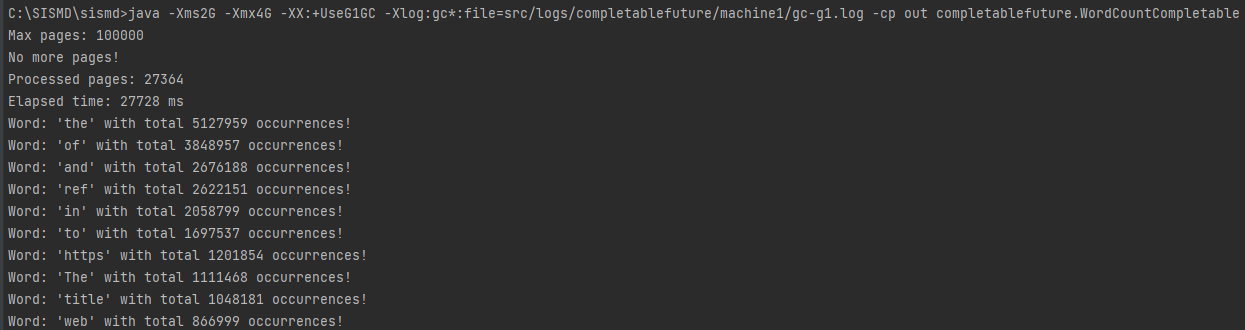 C:\SISMD\sismd>java -Xms2G -Xmx4G -XX:+UseG1GC -Xlog:gc*:file=src/logs/completablefuture/machine1/gc-g1.log -cp out completablefuture.WordCountCompletable
Max pages: 100000
No more pages!
Processed pages: 27364
Elapsed time: 27728 ms
Word: 'the' with total 5127959 occurrences!
Word: 'of' with total 3848957 occurrences!
Word: 'and' with total 2676188 occurrences!
Word: 'ref' with total 2622151 occurrences!
Word: 'in' with total 2058799 occurrences!
Word: 'to' with total 1697537 occurrences!
Word: 'https' with total 1201854 occurrences!
Word: 'The' with total 1111468 occurrences!
Word: 'title' with total 1048181 occurrences!
Word: 'web' with total 866999 occurrences!